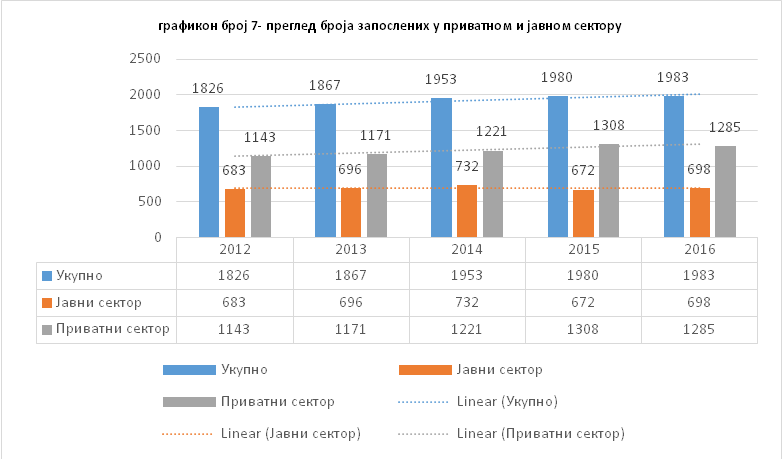 графикон број 7- преглед броја запослених у приватном и јавном сектору
2500
2000
1500
1000
500
0
1826 1867 1953 1980 1983
1143 1171 1221 1308 1285
683 696 732 672 698
2012 2013 2014 2015 2016
Укупно 1826 1867 1953 1980 1983
Јавни сектор 683 696 732 672 698
Приватни сектор 1143 1171 1221 1308 1285
Укупно Јавни сектор
Приватни сектор Linear (Укупно)
Linear (Јавни сектор) Linear (Приватни сектор)